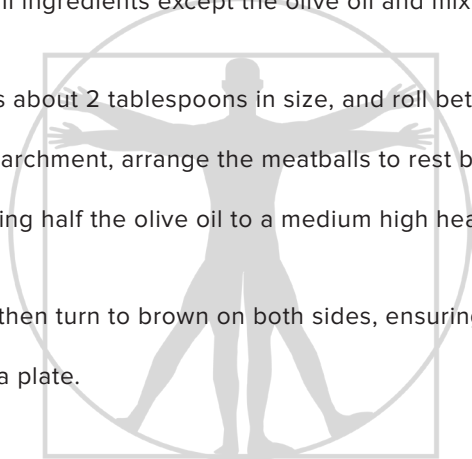 ll ingredients except the olive oil and mix
s about 2 tablespoons in size, and roll bet
archment, arrange the meatballs to rest b
ing half the olive oil to a medium high hea
then turn to brown on both sides, ensuring
a plate.